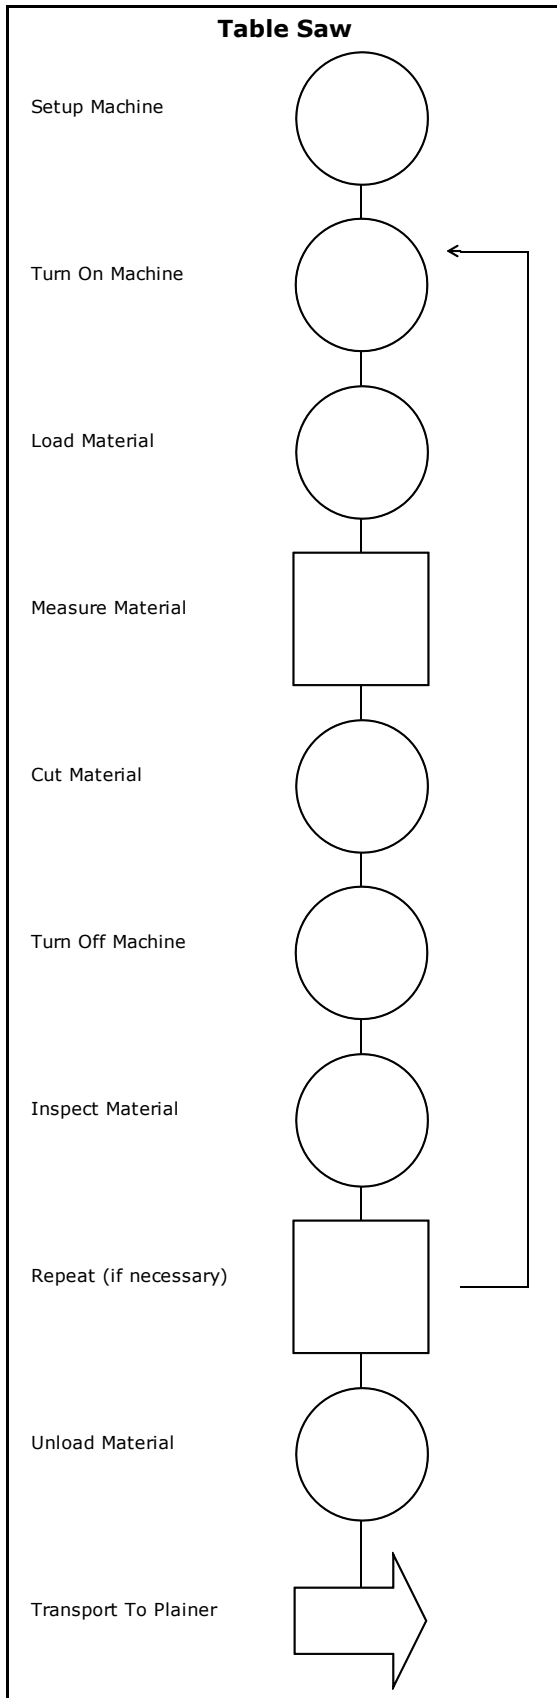 Table Saw
Setup Machine
Turn On Machine
Load Material
Measure Material
Cut Material
Turn Off Machine
Inspect Material
Repeat (if necessary)
Unload Material
Transport To Plainer